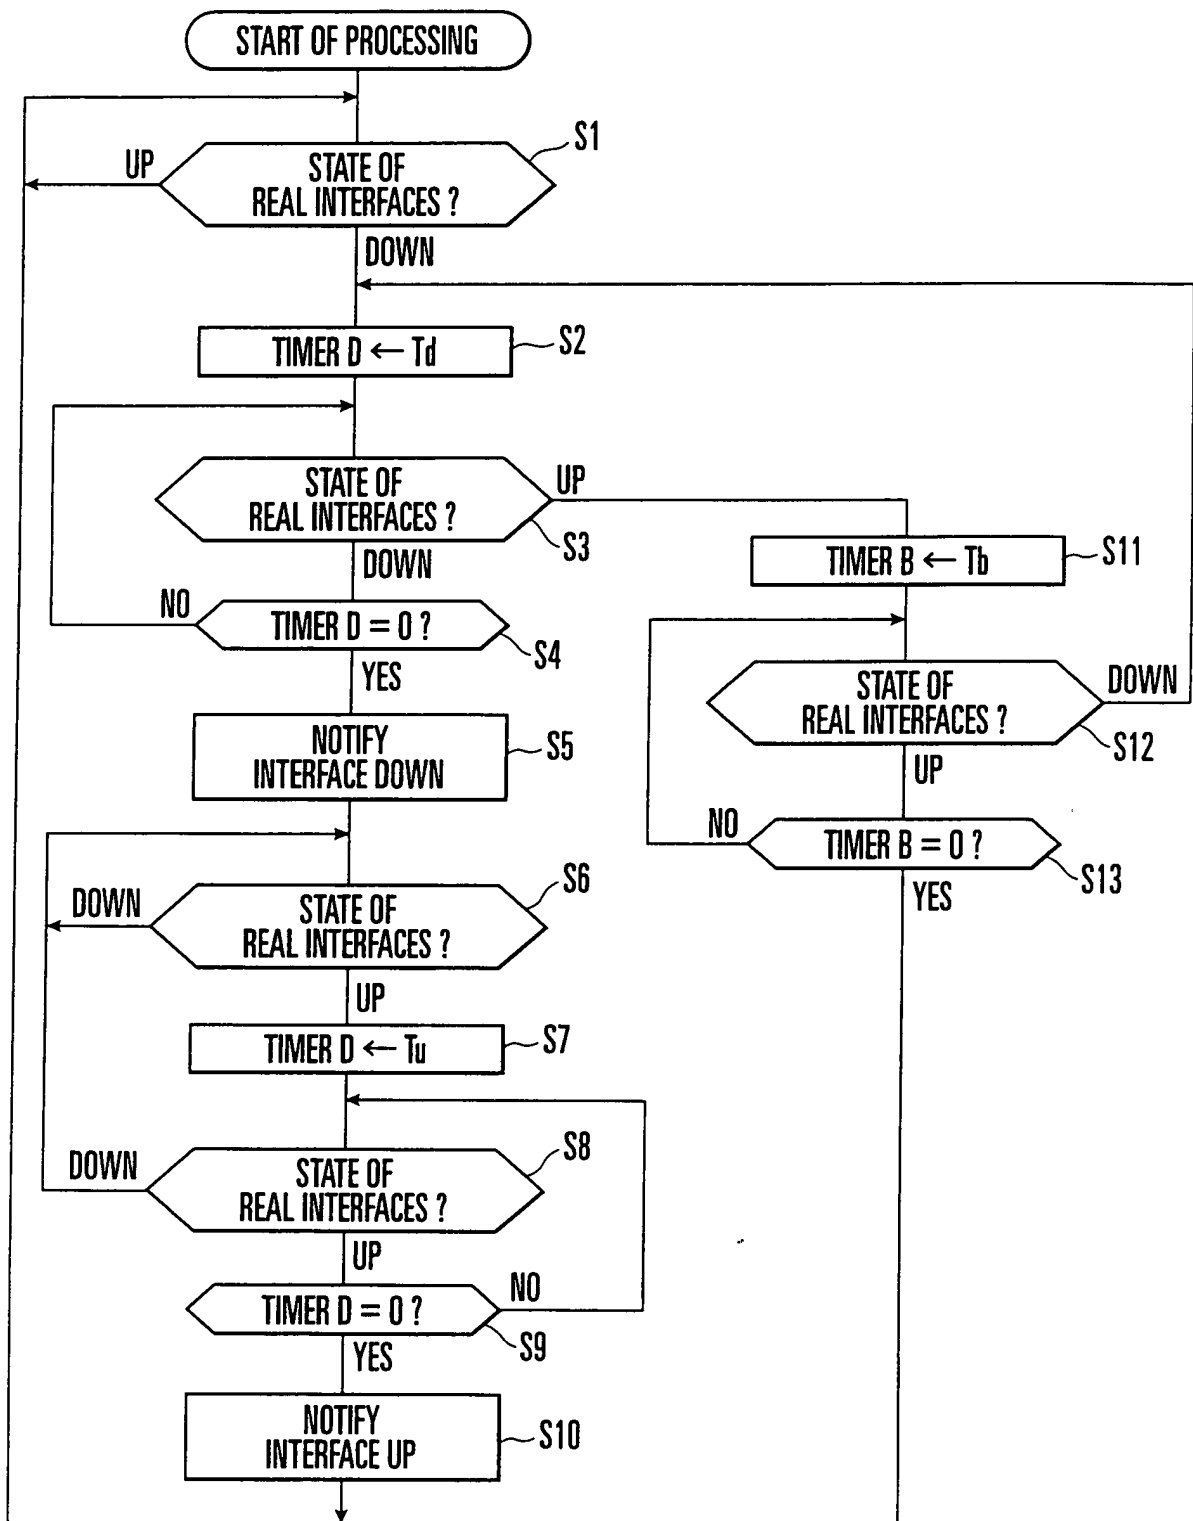 START OF PROCESSING
S1
UP
STATE OF
REAL INTERFACES ?
DOWN
TIMER D ← Td
S2
STATE OF
REAL INTERFACES ?
UP
S3
DOWN
NO
TIMER D = 0 ?
S4
YES
NOTIFY
INTERFACE DOWN
S5
S6
DOWN
STATE OF
REAL INTERFACES ?
UP
TIMER D ← Tu
S7
S8
DOWN
STATE OF
REAL INTERFACES ?
UP
TIMER D = 0 ?
NO
S9
YES
NOTIFY
INTERFACE UP
S10
TIMER B ← Tb
S11
STATE OF
REAL INTERFACES ?
DOWN
S12
UP
NO
TIMER B = 0 ?
S13
YES